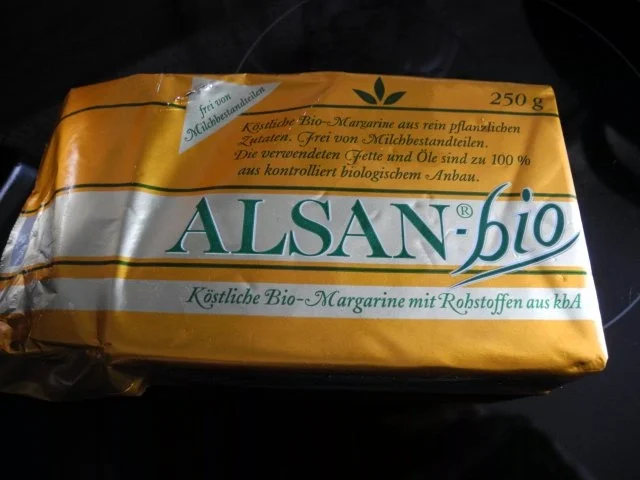 frei von
Milchbestandteilen
250 g
Köstliche Bio-Margarine aus rein pflanzlichen
Zutaten. Frei von Milchbestandteilen.
Die verwendeten Fette und Öle sind zu 100 %
aus kontrolliert biologischem Anbau.
ALSAN®-bio
Köstliche Bio-Margarine mit Rohstoffen aus kbA